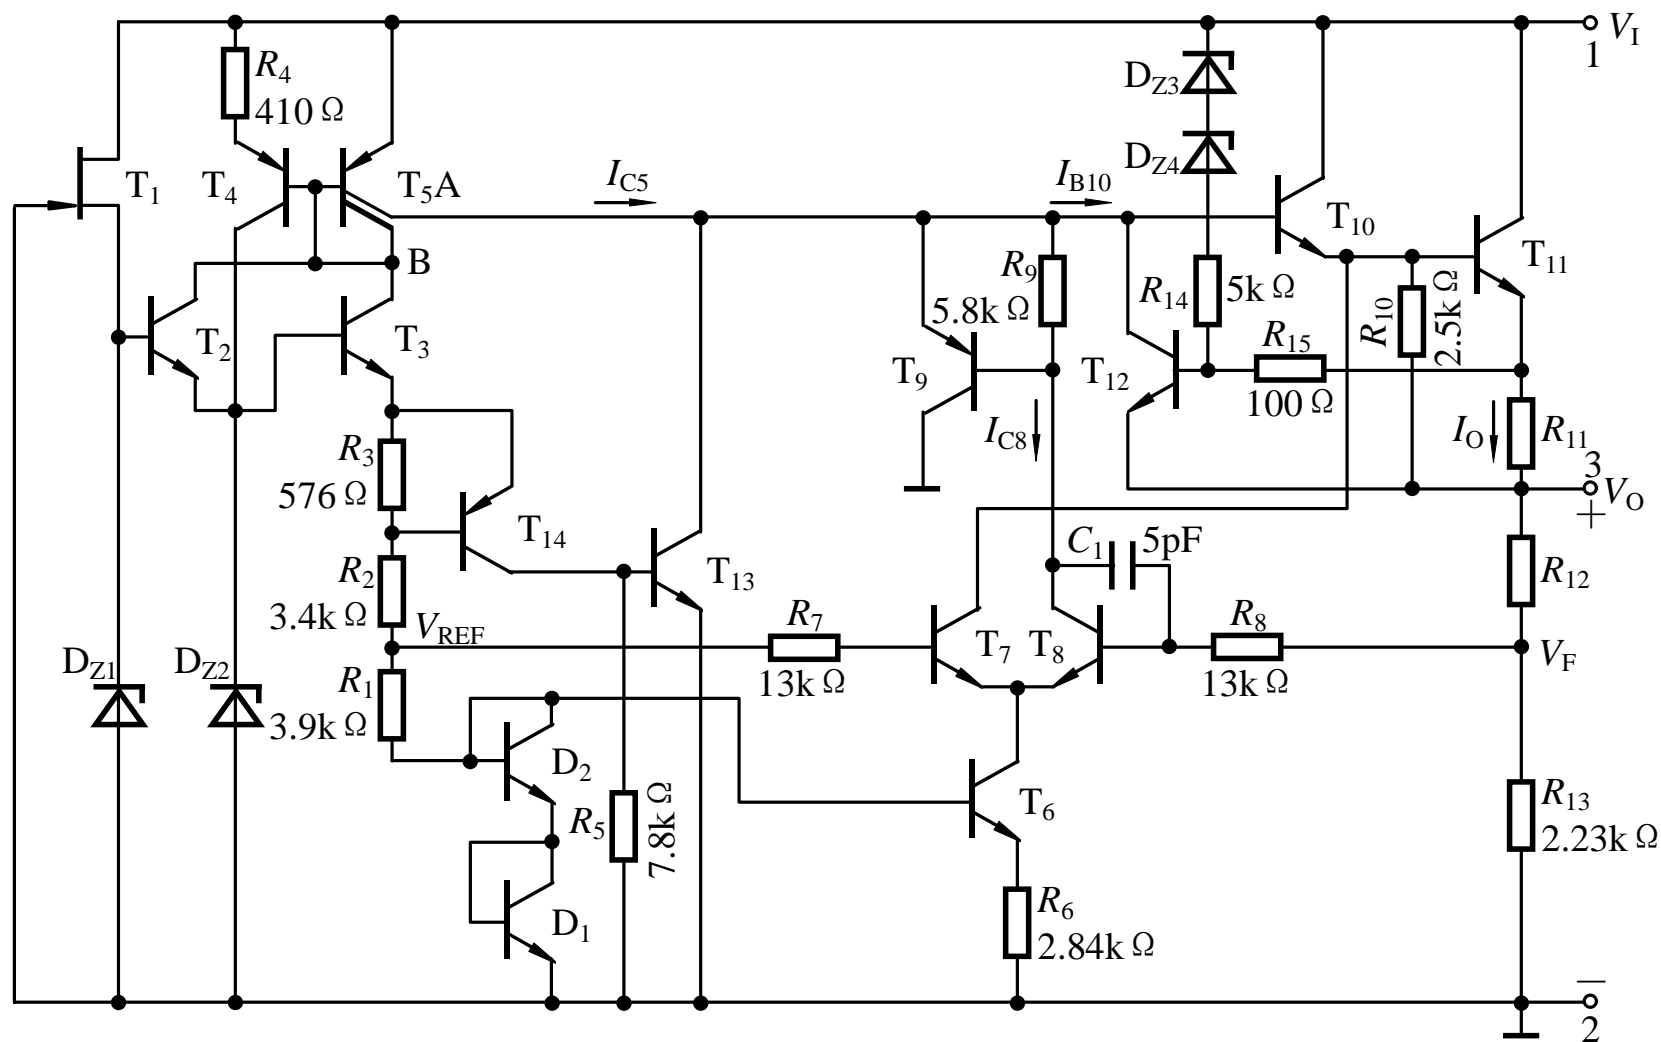 V_I
1
R_4
410 Ω
D_Z3
D_Z4
T_1
T_4
T_5A
I_C5
I_B10
T_10
T_11
B
R_9
5.8k Ω
R_14
5k Ω
R_10
2.5k Ω
R_15
100 Ω
T_2
T_3
T_9
T_12
I_C8
I_O
R_11
3
V_O
+
R_3
576 Ω
T_14
C_1
5pF
R_2
3.4k Ω
T_13
R_12
V_REF
R_7
13k Ω
T_7
T_8
R_8
13k Ω
V_F
D_Z1
D_Z2
R_1
3.9k Ω
D_2
R_5
7.8k Ω
T_6
R_13
2.23k Ω
D_1
R_6
2.84k Ω
−
2